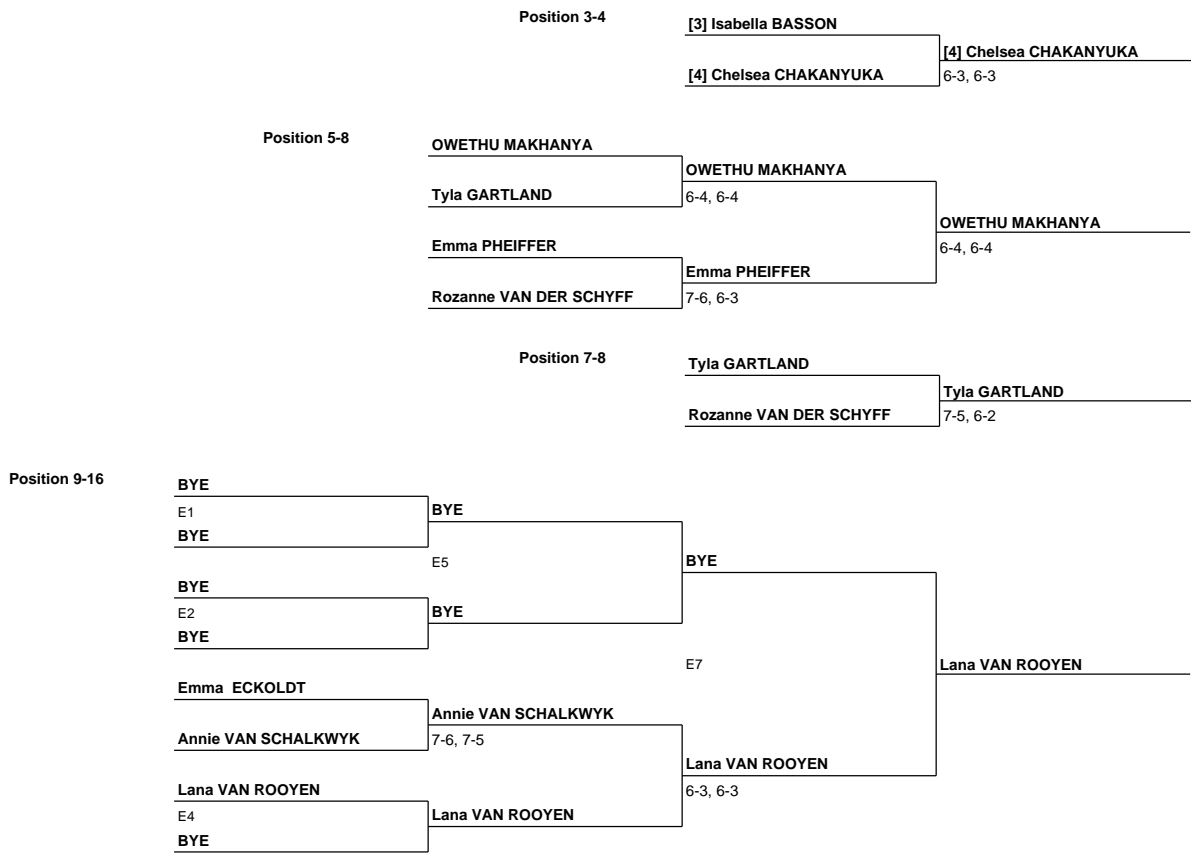 Position 3-4
[3] Isabella BASSON
[4] Chelsea CHAKANYUKA
[4] Chelsea CHAKANYUKA
6-3, 6-3
Position 5-8
OWETHU MAKHANYA
OWETHU MAKHANYA
Tyla GARTLAND
6-4, 6-4
OWETHU MAKHANYA
Emma PHEIFFER
6-4, 6-4
Emma PHEIFFER
Rozanne VAN DER SCHYFF
7-6, 6-3
Position 7-8
Tyla GARTLAND
Tyla GARTLAND
Rozanne VAN DER SCHYFF
7-5, 6-2
Position 9-16
BYE
E1
BYE
BYE
E5
BYE
BYE
E2
BYE
BYE
E7
Lana VAN ROOYEN
Emma  ECKOLDT
Annie VAN SCHALKWYK
Annie VAN SCHALKWYK
7-6, 7-5
Lana VAN ROOYEN
Lana VAN ROOYEN
6-3, 6-3
E4
Lana VAN ROOYEN
BYE